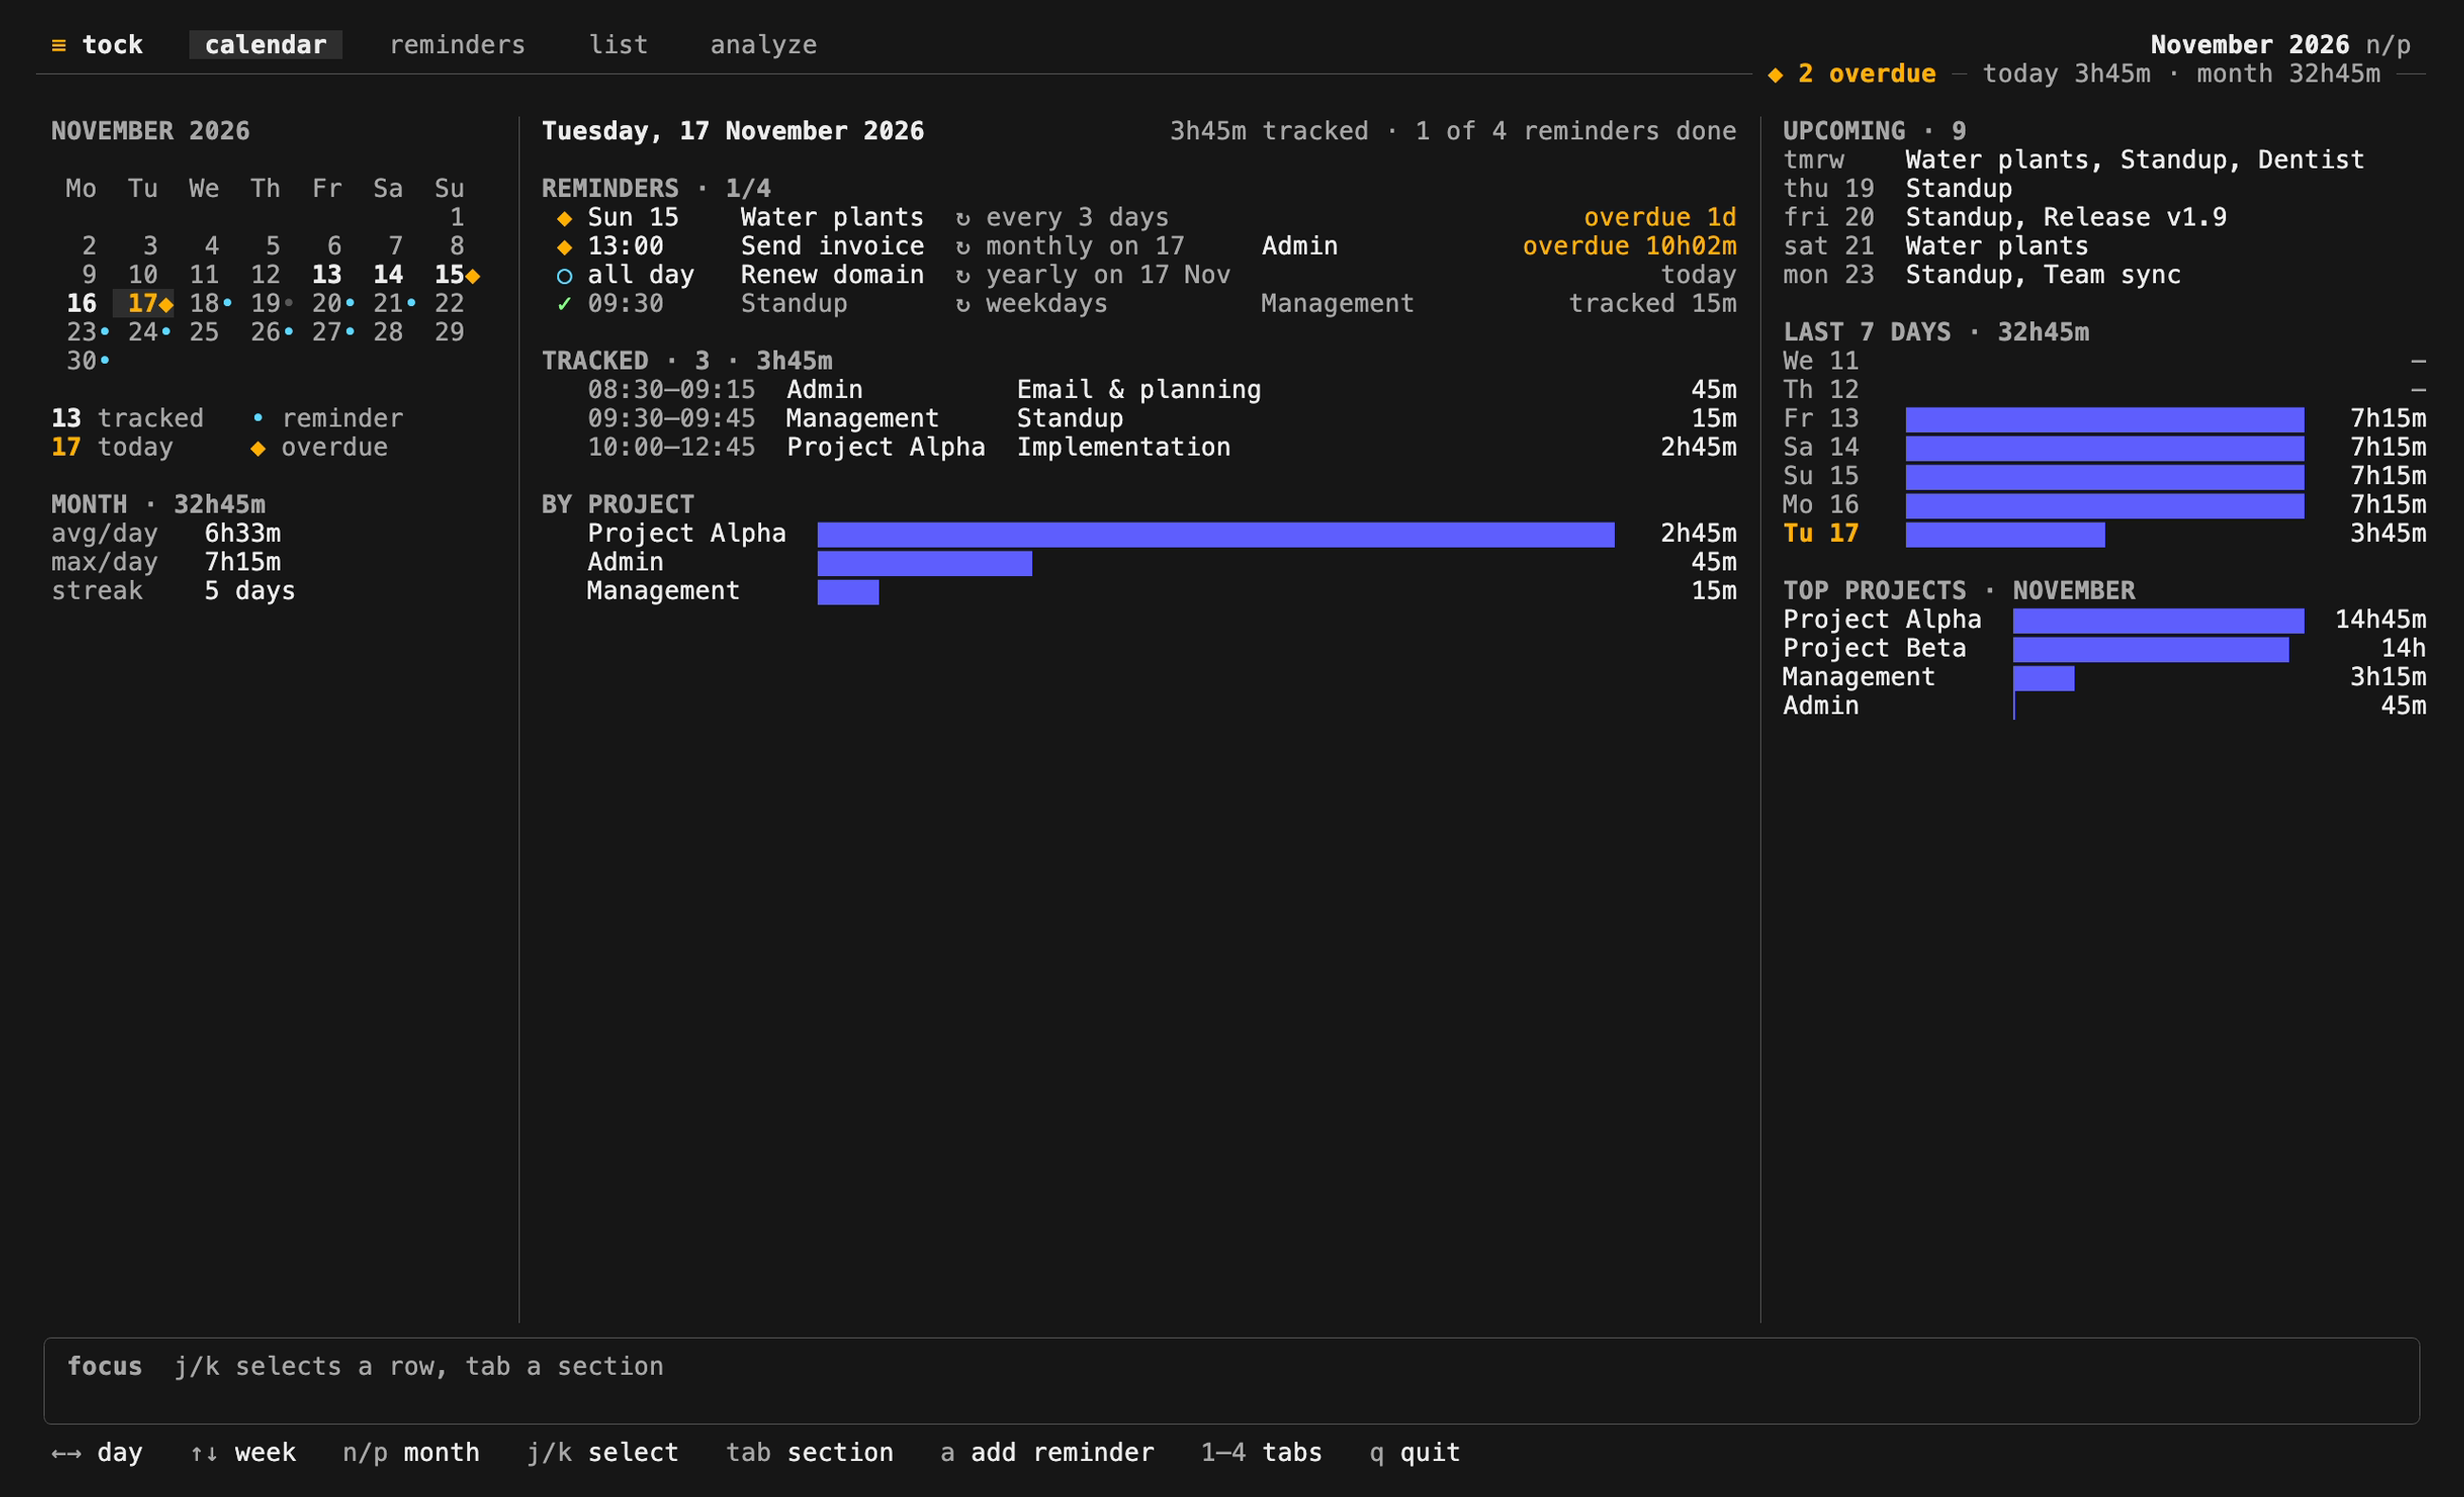 ≡ tock calendar reminders list analyze November 2026 n/p
◆ 2 overdue — today 3h45m · month 32h45m
NOVEMBER 2026
Mo Tu We Th Fr Sa Su
1
2 3 4 5 6 7 8
9 10 11 12 13 14 15◆
16 17◆ 18• 19• 20• 21• 22
23• 24• 25 26• 27• 28 29
30•
13 tracked • reminder
17 today ◆ overdue
MONTH · 32h45m
avg/day 6h33m
max/day 7h15m
streak 5 days
Tuesday, 17 November 2026 3h45m tracked · 1 of 4 reminders done
REMINDERS · 1/4
◆ Sun 15 Water plants ↻ every 3 days overdue 1d
◆ 13:00 Send invoice ↻ monthly on 17 Admin overdue 10h02m
○ all day Renew domain ↻ yearly on 17 Nov today
✓ 09:30 Standup ↻ weekdays Management tracked 15m
TRACKED · 3 · 3h45m
08:30–09:15 Admin Email & planning 45m
09:30–09:45 Management Standup 15m
10:00–12:45 Project Alpha Implementation 2h45m
BY PROJECT
Project Alpha 2h45m
Admin 45m
Management 15m
UPCOMING · 9
tmrw Water plants, Standup, Dentist
thu 19 Standup
fri 20 Standup, Release v1.9
sat 21 Water plants
mon 23 Standup, Team sync
LAST 7 DAYS · 32h45m
We 11 –
Th 12 –
Fr 13 7h15m
Sa 14 7h15m
Su 15 7h15m
Mo 16 7h15m
Tu 17 3h45m
TOP PROJECTS · NOVEMBER
Project Alpha 14h45m
Project Beta 14h
Management 3h15m
Admin 45m
focus j/k selects a row, tab a section
←→ day ↑↓ week n/p month j/k select tab section a add reminder 1–4 tabs q quit